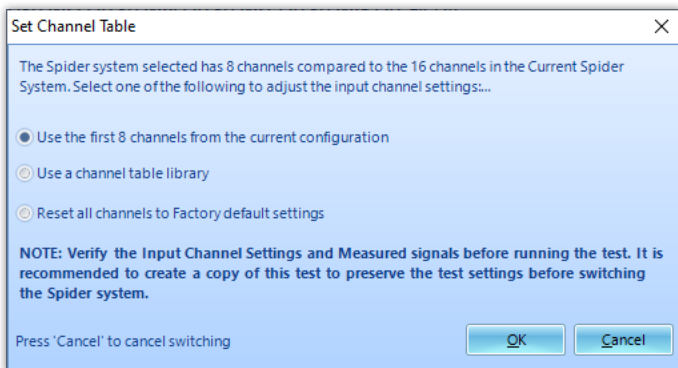 Set Channel Table
The Spider system selected has 8 channels compared to the 16 channels in the Current Spider
System. Select one of the following to adjust the input channel settings:...
Use the first 8 channels from the current configuration
Use a channel table library
Reset all channels to Factory default settings
NOTE: Verify the Input Channel Settings and Measured signals before running the test. It is
recommended to create a copy of this test to preserve the test settings before switching
the Spider system.
Press 'Cancel' to cancel switching
OK
Cancel